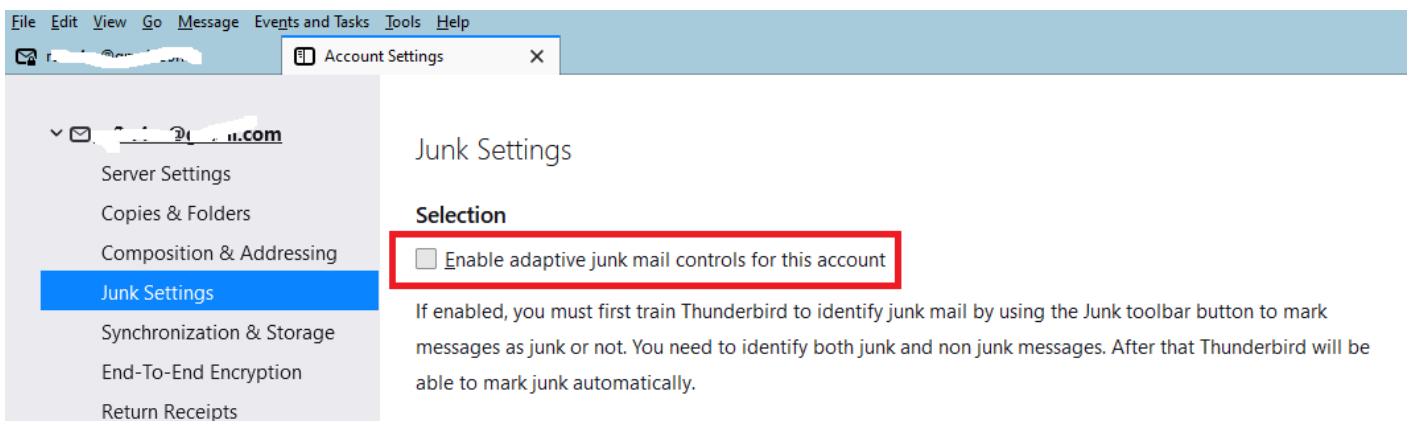 File Edit View Go Message Events and Tasks Tools Help
Account Settings
.com
Server Settings
Copies & Folders
Composition & Addressing
Junk Settings
Synchronization & Storage
End-To-End Encryption
Return Receipts
Junk Settings
Selection
Enable adaptive junk mail controls for this account
If enabled, you must first train Thunderbird to identify junk mail by using the Junk toolbar button to mark
messages as junk or not. You need to identify both junk and non junk messages. After that Thunderbird will be
able to mark junk automatically.